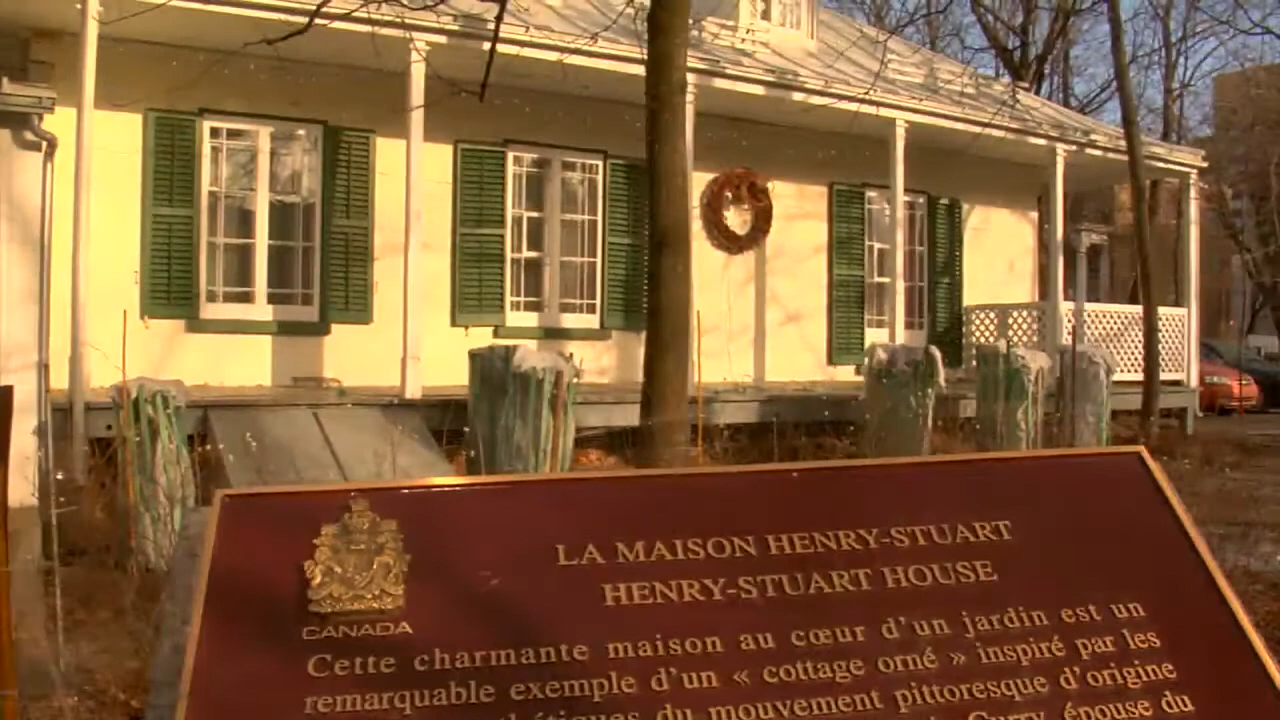 LA MAISON HENRY-STUART
HENRY-STUART HOUSE
CANADA
Cette charmante maison au cœur d'un jardin est un
remarquable exemple d'un « cottage orné » inspiré par les
du mouvement pittoresque d'origine
Curry, épouse du